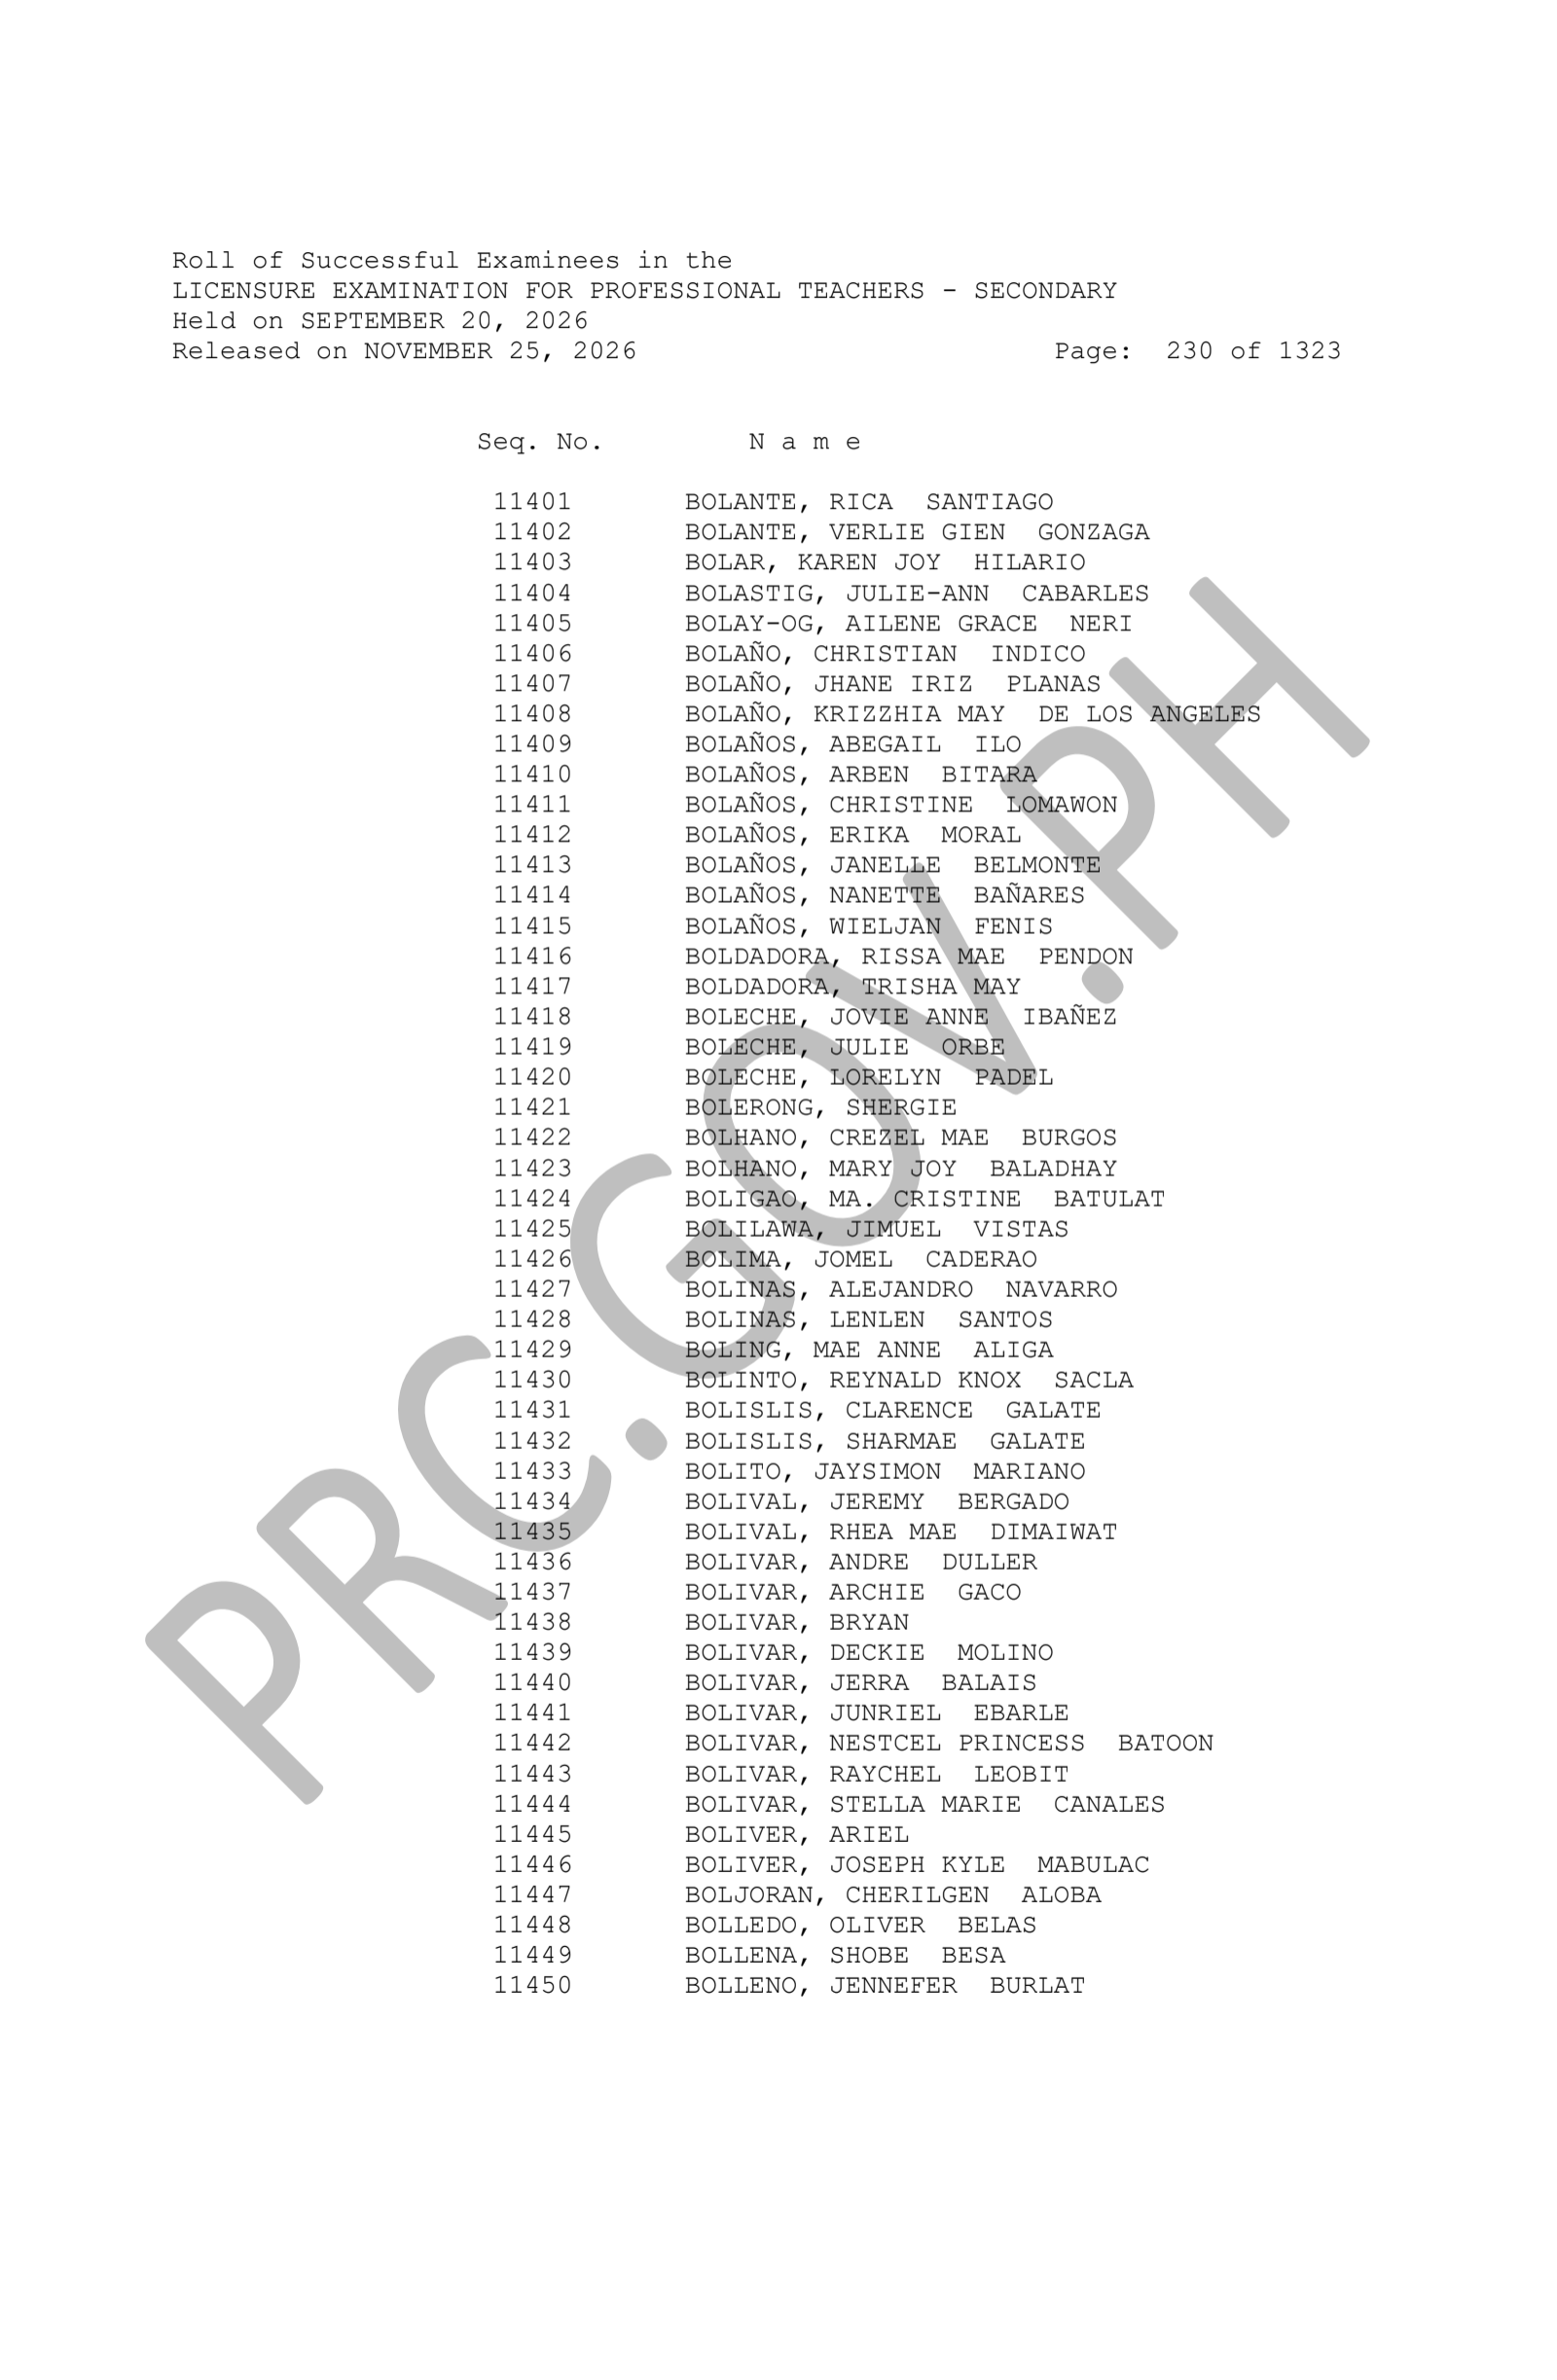 Roll of Successful Examinees in the
LICENSURE EXAMINATION FOR PROFESSIONAL TEACHERS - SECONDARY
Held on SEPTEMBER 20, 2026
Released on NOVEMBER 25, 2026 Page: 230 of 1323
Seq. No. N a m e
11401 BOLANTE, RICA SANTIAGO
11402 BOLANTE, VERLIE GIEN GONZAGA
11403 BOLAR, KAREN JOY HILARIO
11404 BOLASTIG, JULIE-ANN CABARLES
11405 BOLAY-OG, AILENE GRACE NERI
11406 BOLAÑO, CHRISTIAN INDICO
11407 BOLAÑO, JHANE IRIZ PLANAS
11408 BOLAÑO, KRIZZHIA MAY DE LOS ANGELES
11409 BOLAÑOS, ABEGAIL ILO
11410 BOLAÑOS, ARBEN BITARA
11411 BOLAÑOS, CHRISTINE LOMAWON
11412 BOLAÑOS, ERIKA MORAL
11413 BOLAÑOS, JANELLE BELMONTE
11414 BOLAÑOS, NANETTE BAÑARES
11415 BOLAÑOS, WIELJAN FENIS
11416 BOLDADORA, RISSA MAE PENDON
11417 BOLDADORA, TRISHA MAY
11418 BOLECHE, JOVIE ANNE IBAÑEZ
11419 BOLECHE, JULIE ORBE
11420 BOLECHE, LORELYN PADEL
11421 BOLERONG, SHERGIE
11422 BOLHANO, CREZEL MAE BURGOS
11423 BOLHANO, MARY JOY BALADHAY
11424 BOLIGAO, MA. CRISTINE BATULAT
11425 BOLILAWA, JIMUEL VISTAS
11426 BOLIMA, JOMEL CADERAO
11427 BOLINAS, ALEJANDRO NAVARRO
11428 BOLINAS, LENLEN SANTOS
11429 BOLING, MAE ANNE ALIGA
11430 BOLINTO, REYNALD KNOX SACLA
11431 BOLISLIS, CLARENCE GALATE
11432 BOLISLIS, SHARMAE GALATE
11433 BOLITO, JAYSIMON MARIANO
11434 BOLIVAL, JEREMY BERGADO
11435 BOLIVAL, RHEA MAE DIMAIWAT
11436 BOLIVAR, ANDRE DULLER
11437 BOLIVAR, ARCHIE GACO
11438 BOLIVAR, BRYAN
11439 BOLIVAR, DECKIE MOLINO
11440 BOLIVAR, JERRA BALAIS
11441 BOLIVAR, JUNRIEL EBARLE
11442 BOLIVAR, NESTCEL PRINCESS BATOON
11443 BOLIVAR, RAYCHEL LEOBIT
11444 BOLIVAR, STELLA MARIE CANALES
11445 BOLIVER, ARIEL
11446 BOLIVER, JOSEPH KYLE MABULAC
11447 BOLJORAN, CHERILGEN ALOBA
11448 BOLLEDO, OLIVER BELAS
11449 BOLLENA, SHOBE BESA
11450 BOLLENO, JENNEFER BURLAT
PRC.GOV.PH